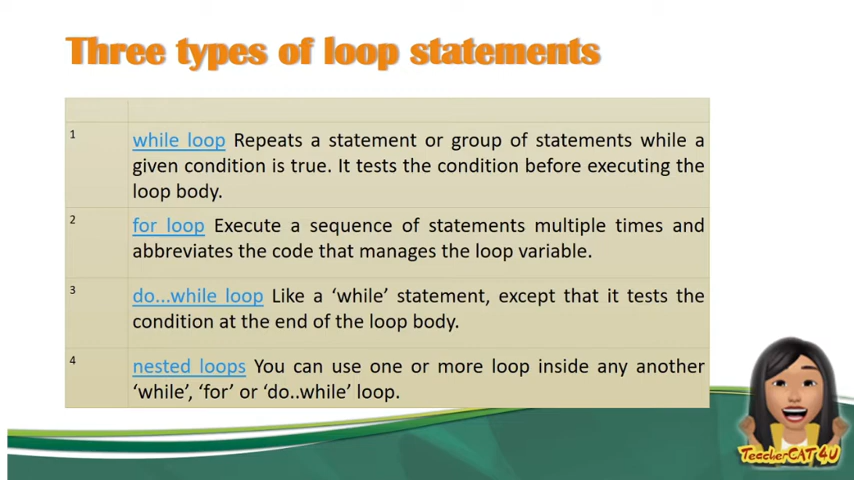 Three types of loop statements
1
while loop Repeats a statement or group of statements while a
given condition is true. It tests the condition before executing the
loop body.
2
for loop Execute a sequence of statements multiple times and
abbreviates the code that manages the loop variable.
3
do...while loop Like a ‘while’ statement, except that it tests the
condition at the end of the loop body.
4
nested loops You can use one or more loop inside any another
‘while’, ‘for’ or ‘do..while’ loop.
TeacherCAT 4U